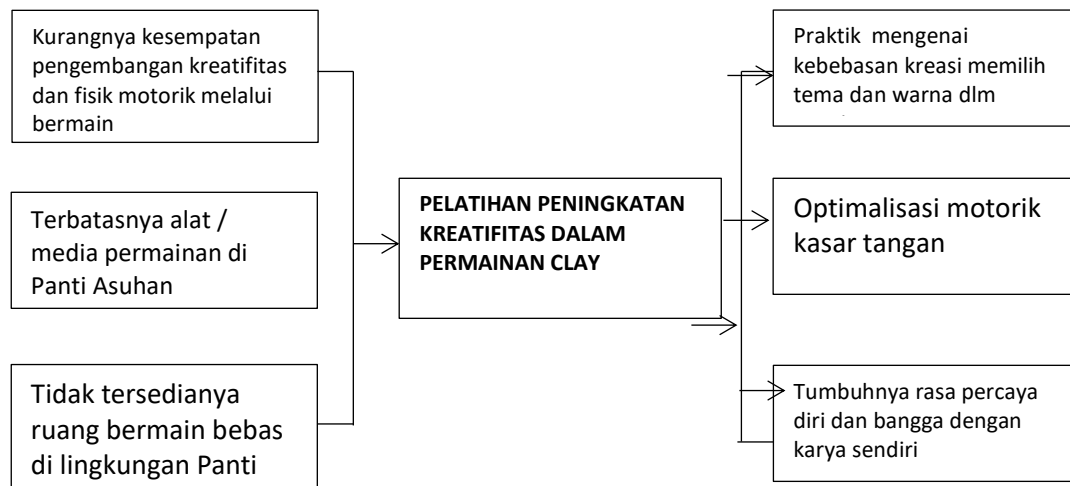 Kurangnya kesempatan
pengembangan kreatifitas
dan fisik motorik melalui
bermain
Terbatasnya alat /
media permainan di
Panti Asuhan
Tidak tersedianya
ruang bermain bebas
di lingkungan Panti
PELATIHAN PENINGKATAN
KREATIFITAS DALAM
PERMAINAN CLAY
Praktik mengenai
kebebasan kreasi memilih
tema dan warna dlm
Optimalisasi motorik
kasar tangan
Tumbuhnya rasa percaya
diri dan bangga dengan
karya sendiri